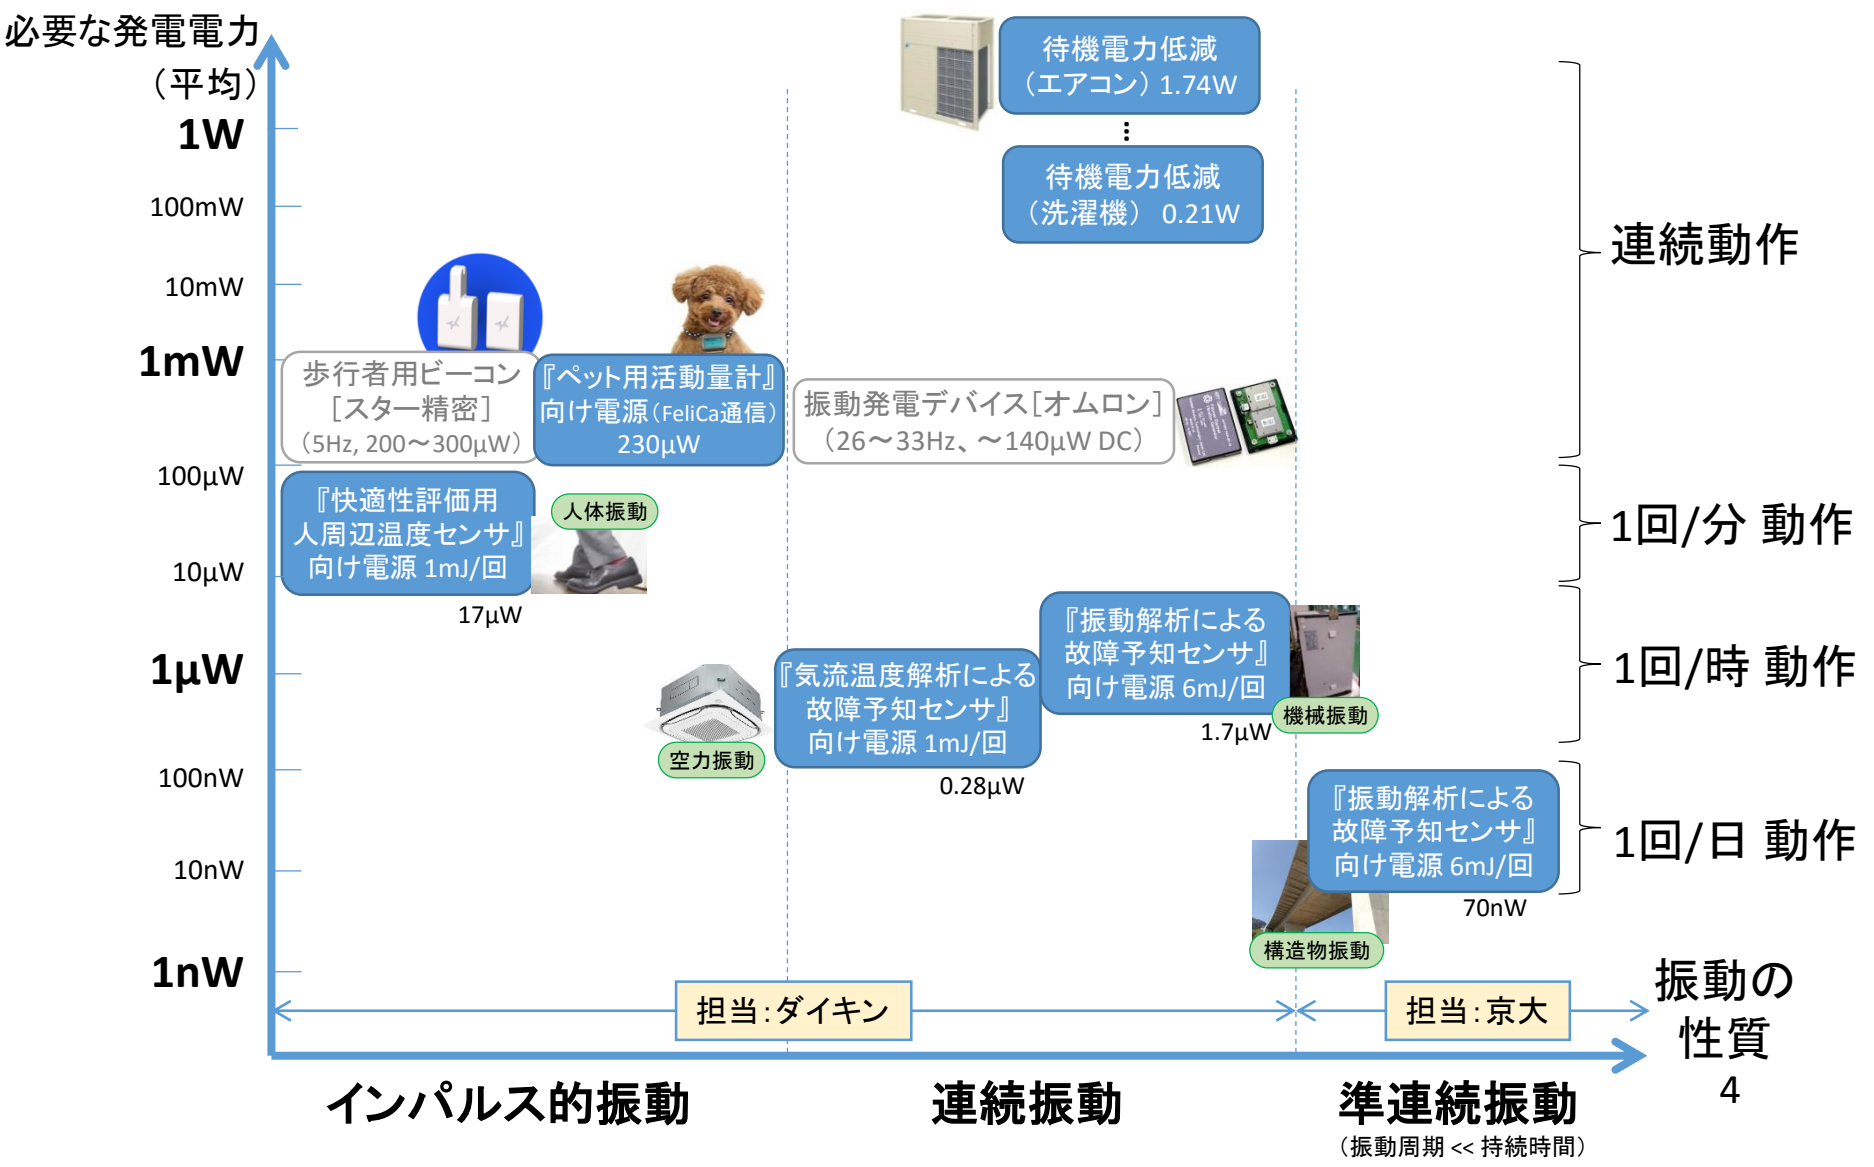 必要な発電電力
（平均）
1W
100mW
10mW
1mW
100μW
10μW
1μW
100nW
10nW
1nW
待機電力低減
（エアコン）1.74W
⋮
待機電力低減
（洗濯機） 0.21W
歩行者用ビーコン
［スター精密］
（5Hz, 200～300μW）
『ペット用活動量計』
向け電源（FeliCa通信）
230μW
振動発電デバイス［オムロン］
（26～33Hz、～140μW DC）
『快適性評価用
人周辺温度センサ』
向け電源 1mJ/回
17μW
人体振動
『気流温度解析による
故障予知センサ』
向け電源 1mJ/回
0.28μW
空力振動
『振動解析による
故障予知センサ』
向け電源 6mJ/回
1.7μW
機械振動
『振動解析による
故障予知センサ』
向け電源 6mJ/回
70nW
構造物振動
連続動作
1回/分 動作
1回/時 動作
1回/日 動作
担当：ダイキン
担当：京大
振動の
性質
4
インパルス的振動
連続振動
準連続振動
（振動周期 << 持続時間）